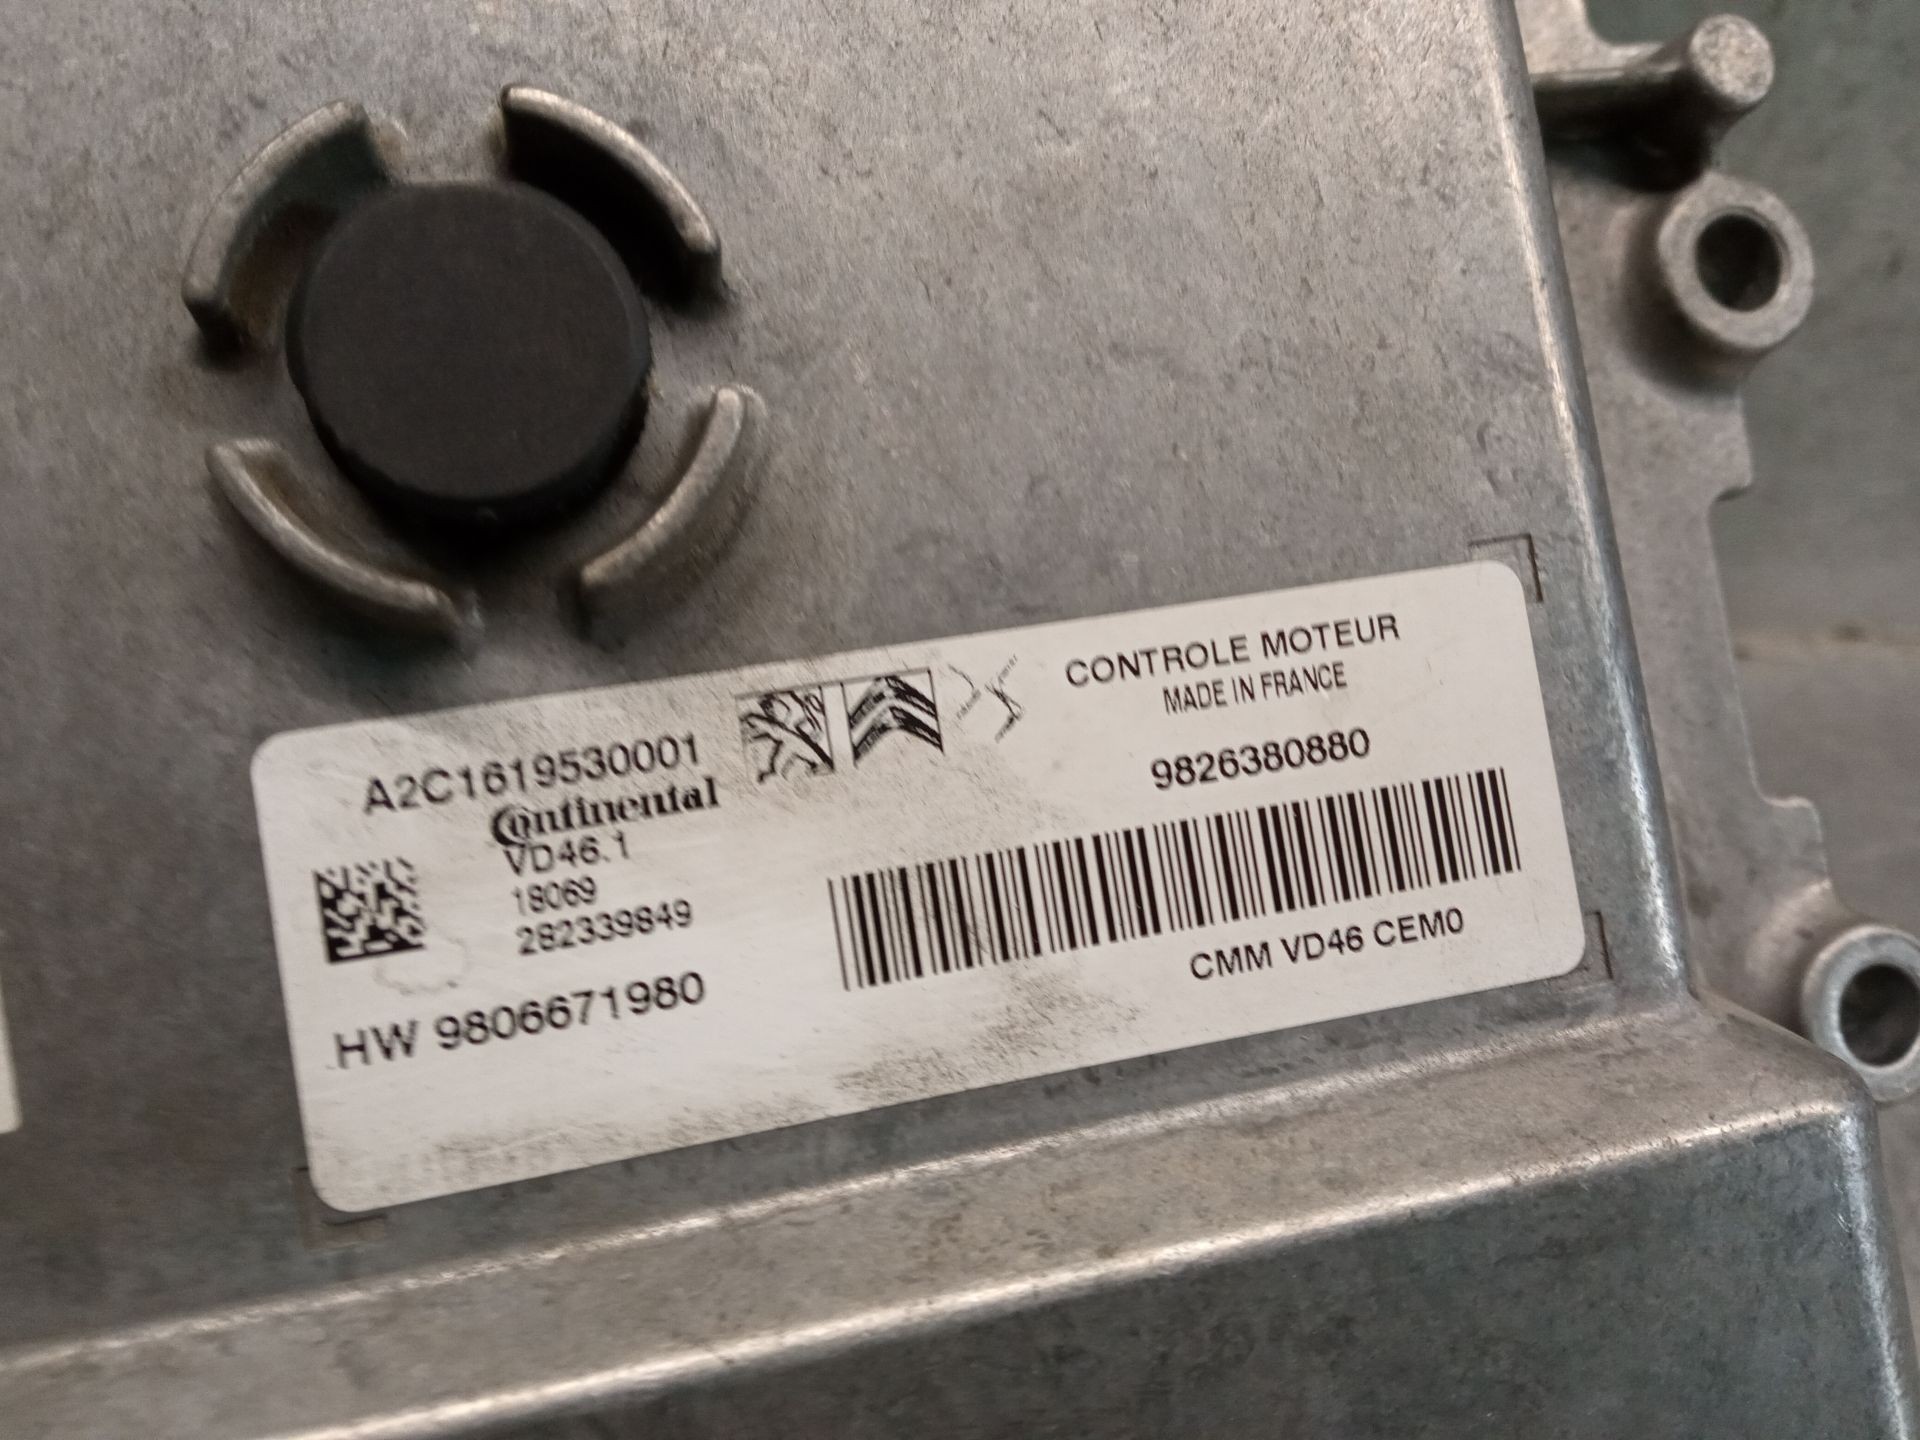 A2C1619530001
Continental
VD46.1
18069
282339849
HW 9806671980
CONTROLE MOTEUR
MADE IN FRANCE
9826380880
CMM VD46 CEM0